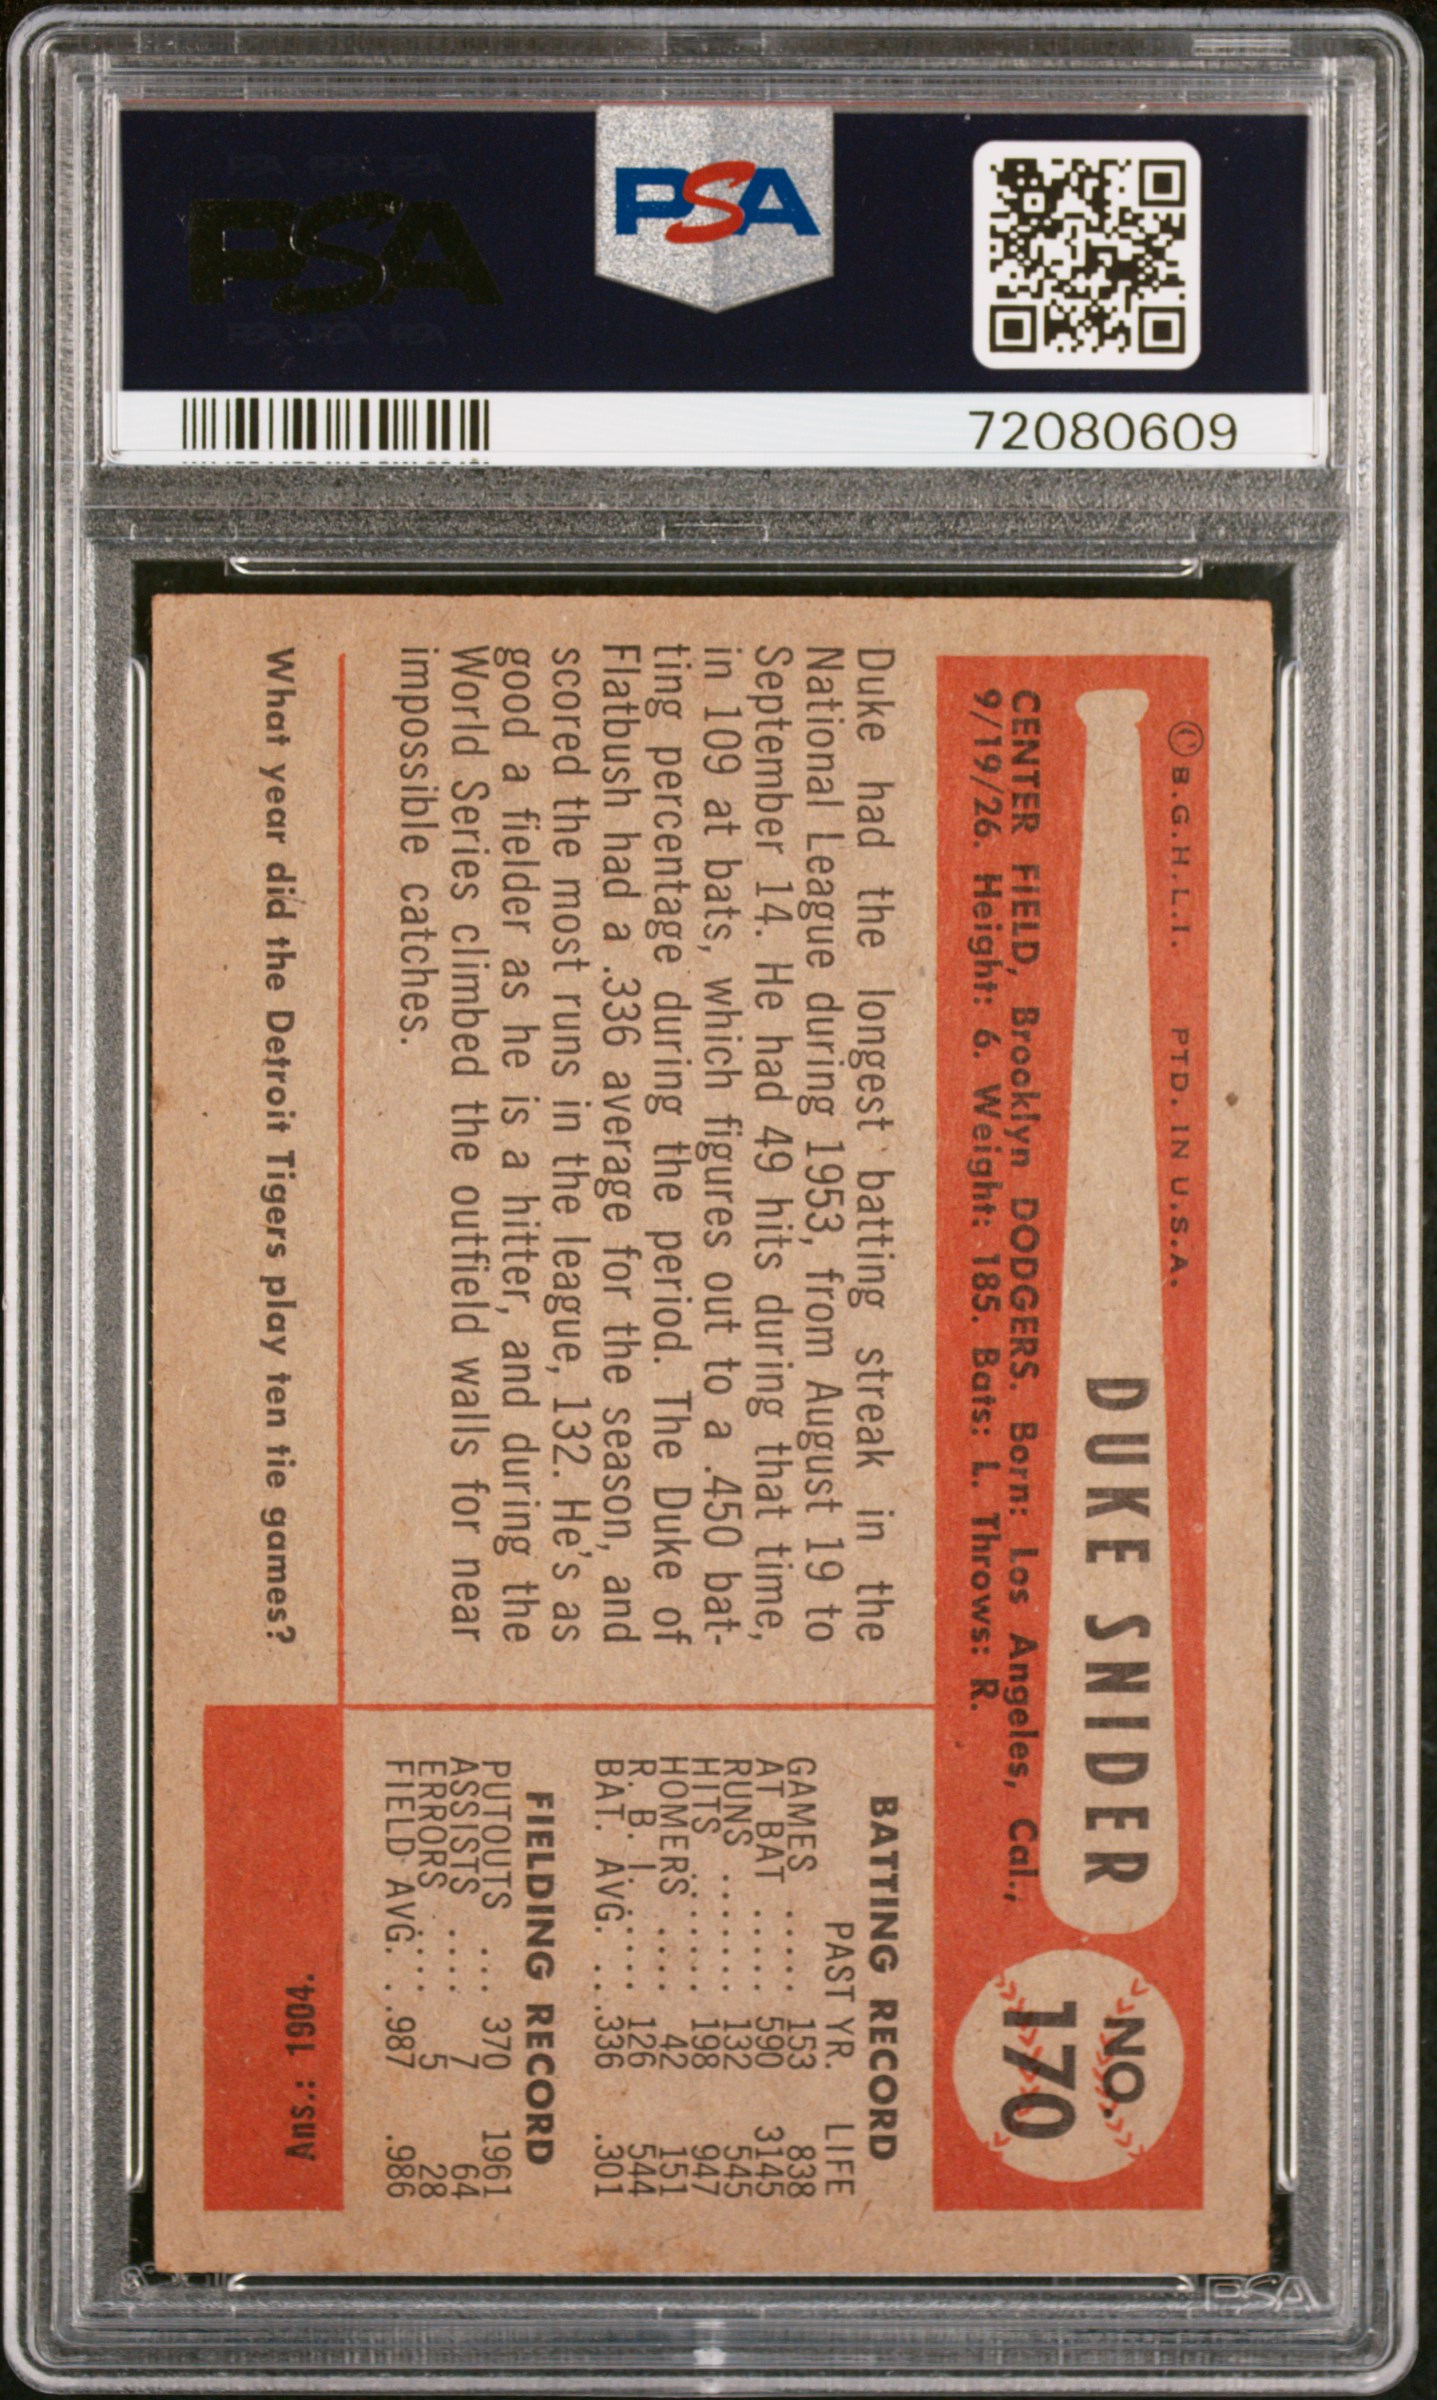 PSA
PSA
72080609
© B.G.H.L.I. PTD. IN U.S.A.
DUKE SNIDER
NO.
170
CENTER FIELD, Brooklyn DODGERS. Born: Los Angeles, Cal.,
9/19/26. Height: 6. Weight: 185. Bats: L. Throws: R.
Duke had the longest batting streak in the
National League during 1953, from August 19 to
September 14. He had 49 hits during that time,
in 109 at bats, which figures out to a .450 bat-
ting percentage during the period. The Duke of
Flatbush had a .336 average for the season, and
scored the most runs in the league, 132. He's as
good a fielder as he is a hitter, and during the
World Series climbed the outfield walls for near
impossible catches.
BATTING RECORD
PAST YR. LIFE
GAMES ..... 153 838
AT BAT ..... 590 3145
RUNS ....... 132 545
HITS ....... 198 947
HOMERS .... 42 151
R. B. I. ..... 126 544
BAT. AVG. ... .336 .301
FIELDING RECORD
PUTOUTS ... 370 1961
ASSISTS .... 7 64
ERRORS .... 5 28
FIELD AVG. . .987 .986
What year did the Detroit Tigers play ten tie games?
Ans.: 1904.
PSA